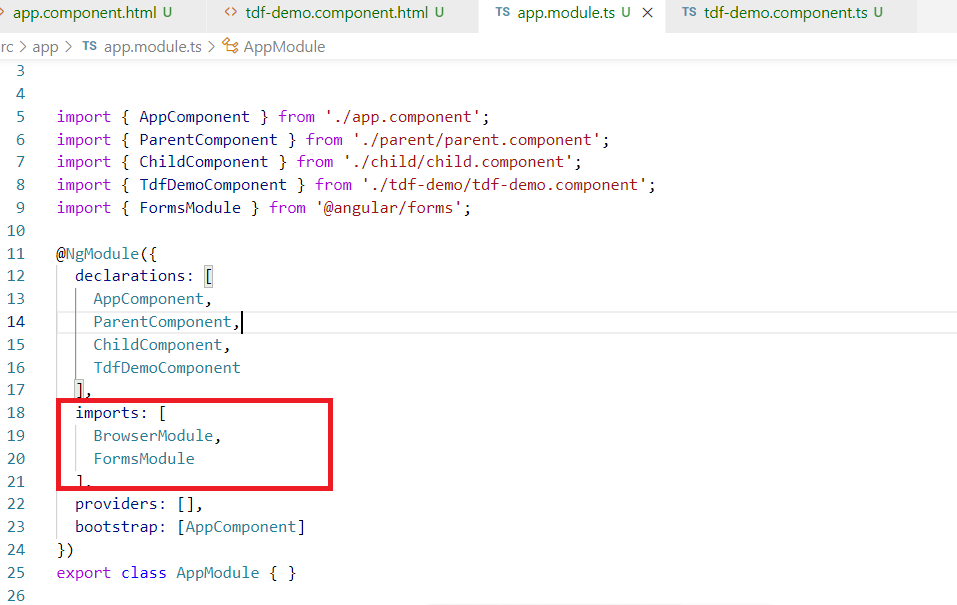 app.component.html U <> tdf-demo.component.html U TS app.module.ts U × TS tdf-demo.component.ts U
rc > app > TS app.module.ts > AppModule
3
4
5 import { AppComponent } from './app.component';
6 import { ParentComponent } from './parent/parent.component';
7 import { ChildComponent } from './child/child.component';
8 import { TdfDemoComponent } from './tdf-demo/tdf-demo.component';
9 import { FormsModule } from '@angular/forms';
10
11 @NgModule({
12 declarations: [
13 AppComponent,
14 ParentComponent,
15 ChildComponent,
16 TdfDemoComponent
17 ],
18 imports: [
19 BrowserModule,
20 FormsModule
21 ],
22 providers: [],
23 bootstrap: [AppComponent]
24 })
25 export class AppModule { }
26